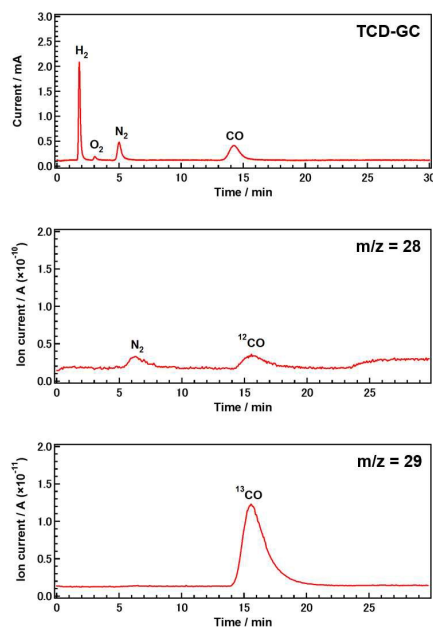 TCD-GC
Current / mA
3.0
2.5
2.0
1.5
1.0
0.5
0.0
H₂
O₂
N₂
CO
0 5 10 15 20 25 30
Time / min
m/z = 28
Ion current / A (×10⁻¹⁰)
2.0
1.5
1.0
0.5
0.0
N₂
¹²CO
0 5 10 15 20 25
Time / min
m/z = 29
Ion current / A (×10⁻¹¹)
2.0
1.5
1.0
0.5
0.0
¹³CO
0 5 10 15 20 25
Time / min